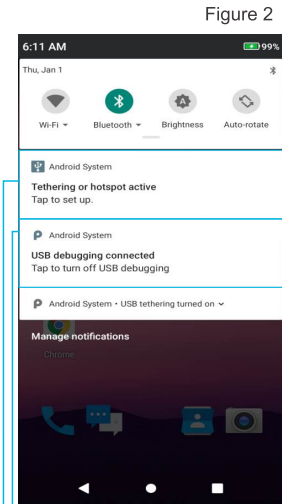 Figure 2
6:11 AM 99%
Thu, Jan 1
Wi-Fi Bluetooth Brightness Auto-rotate
Android System
Tethering or hotspot active
Tap to set up.
Android System
USB debugging connected
Tap to turn off USB debugging
Android System • USB tethering turned on
Manage notifications
Chrome